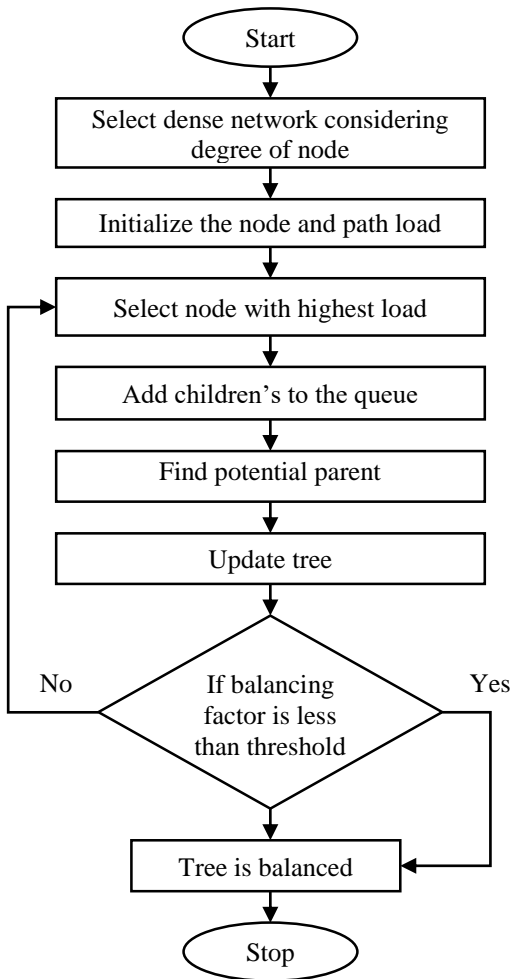 Start
Select dense network considering
degree of node
Initialize the node and path load
Select node with highest load
Add children’s to the queue
Find potential parent
Update tree
No
Yes
If balancing
factor is less
than threshold
Tree is balanced
Stop